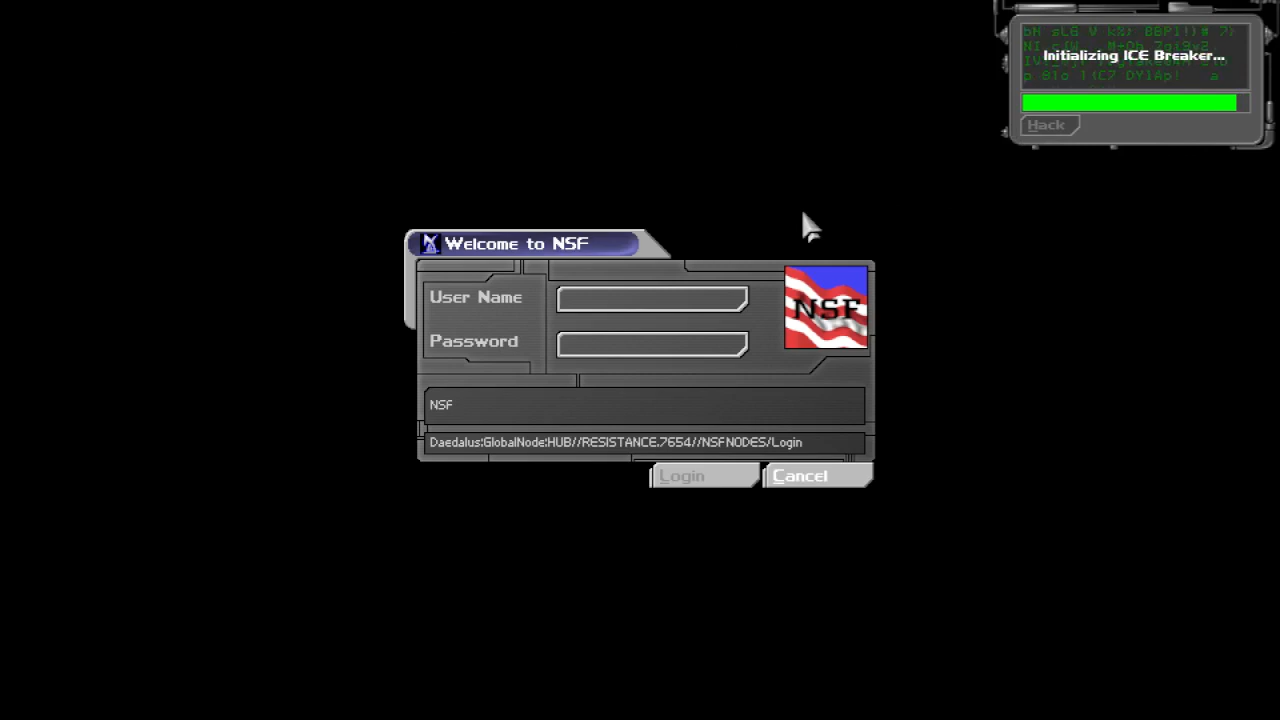 Initializing ICE Breaker...
Hack
Welcome to NSF
User Name
NSF
Password
NSF
Daedalus:GlobalNode:HUB//RESISTANCE.7654//NSFNODES/Login
Login
Cancel